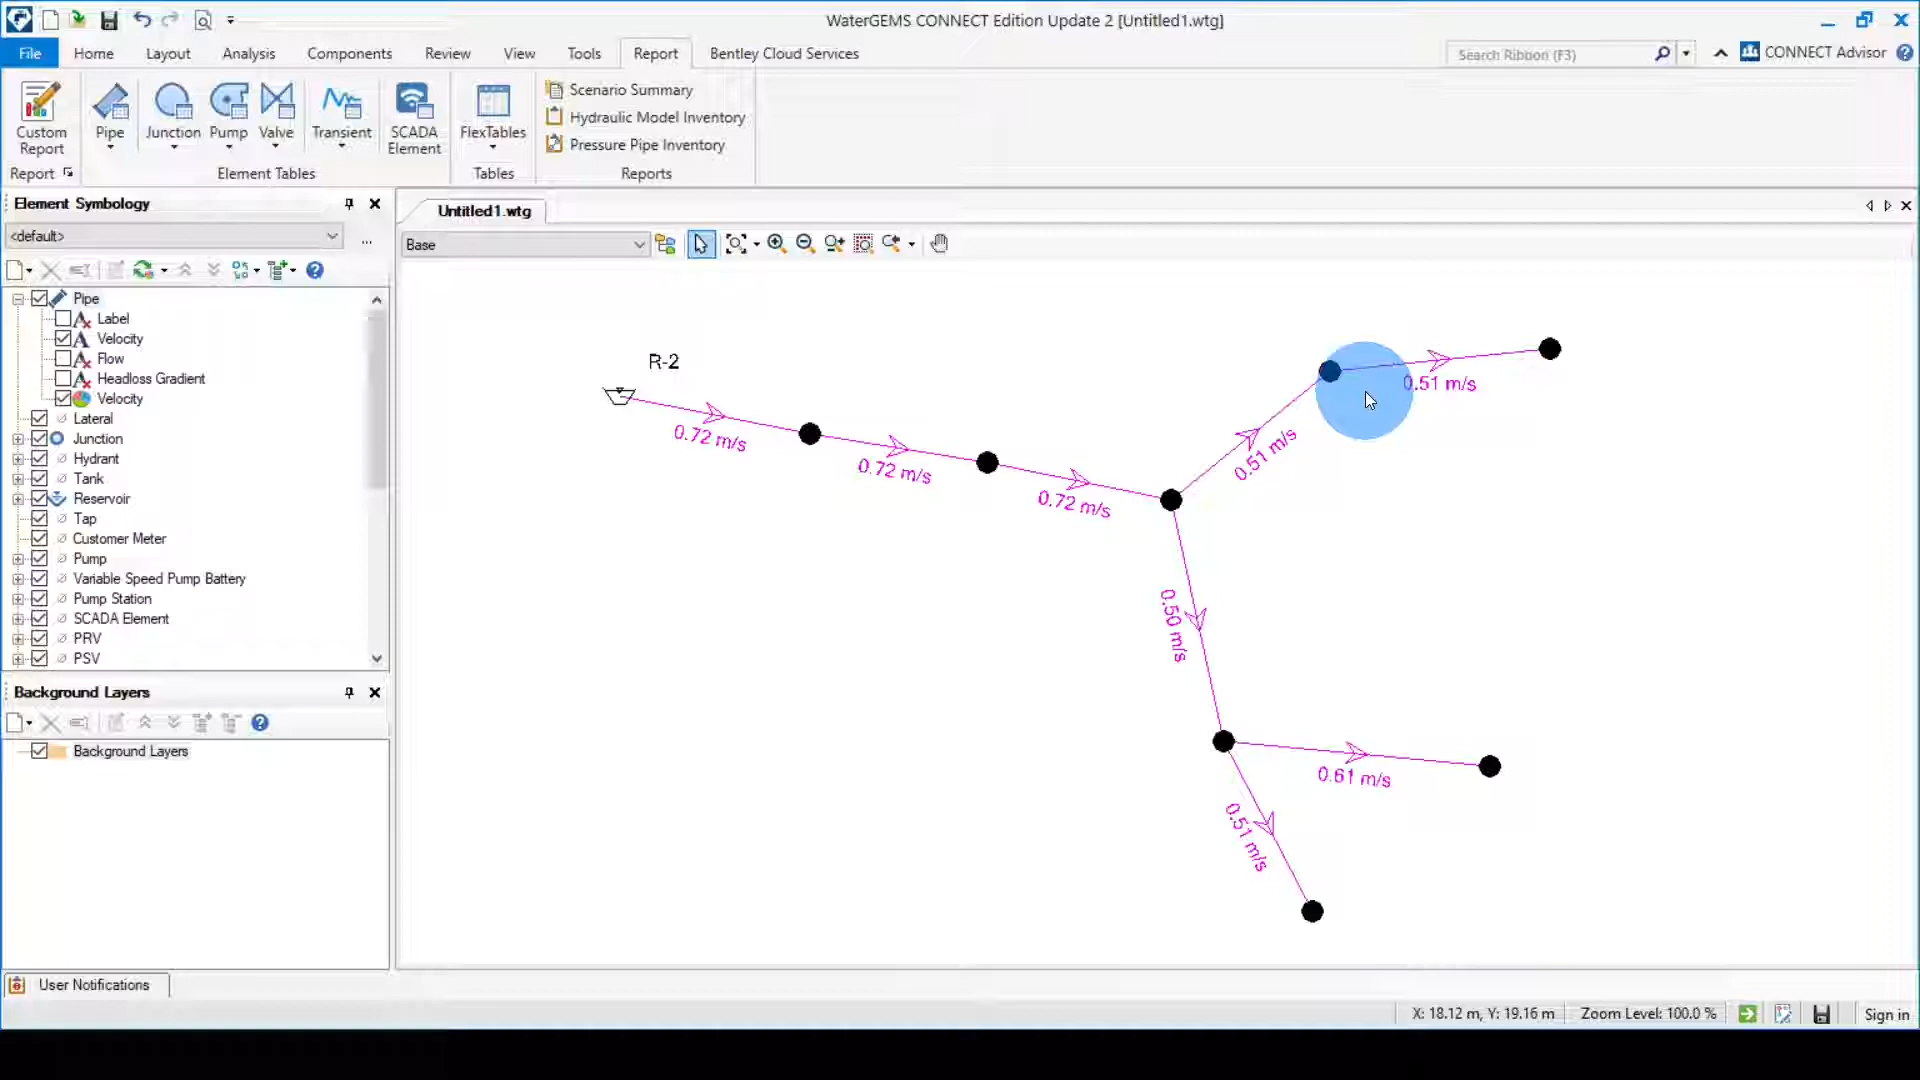 WaterGEMS CONNECT Edition Update 2 [Untitled1.wtg]
File Home Layout Analysis Components Review View Tools Report Bentley Cloud Services
Search Ribbon (F3)
CONNECT Advisor
Custom Report
Pipe
Junction
Pump
Valve
Transient
SCADA Element
FlexTables
Scenario Summary
Hydraulic Model Inventory
Pressure Pipe Inventory
Report
Element Tables
Tables
Reports
Element Symbology
<default>
...
Pipe
Label
Velocity
Flow
Headloss Gradient
Velocity
Lateral
Junction
Hydrant
Tank
Reservoir
Tap
Customer Meter
Pump
Variable Speed Pump Battery
Pump Station
SCADA Element
PRV
PSV
Background Layers
Background Layers
User Notifications
Untitled1.wtg
Base
R-2
0.72 m/s
0.72 m/s
0.72 m/s
0.51 m/s
0.51 m/s
0.50 m/s
0.61 m/s
0.51 m/s
X: 18.12 m, Y: 19.16 m
Zoom Level: 100.0 %
Sign in